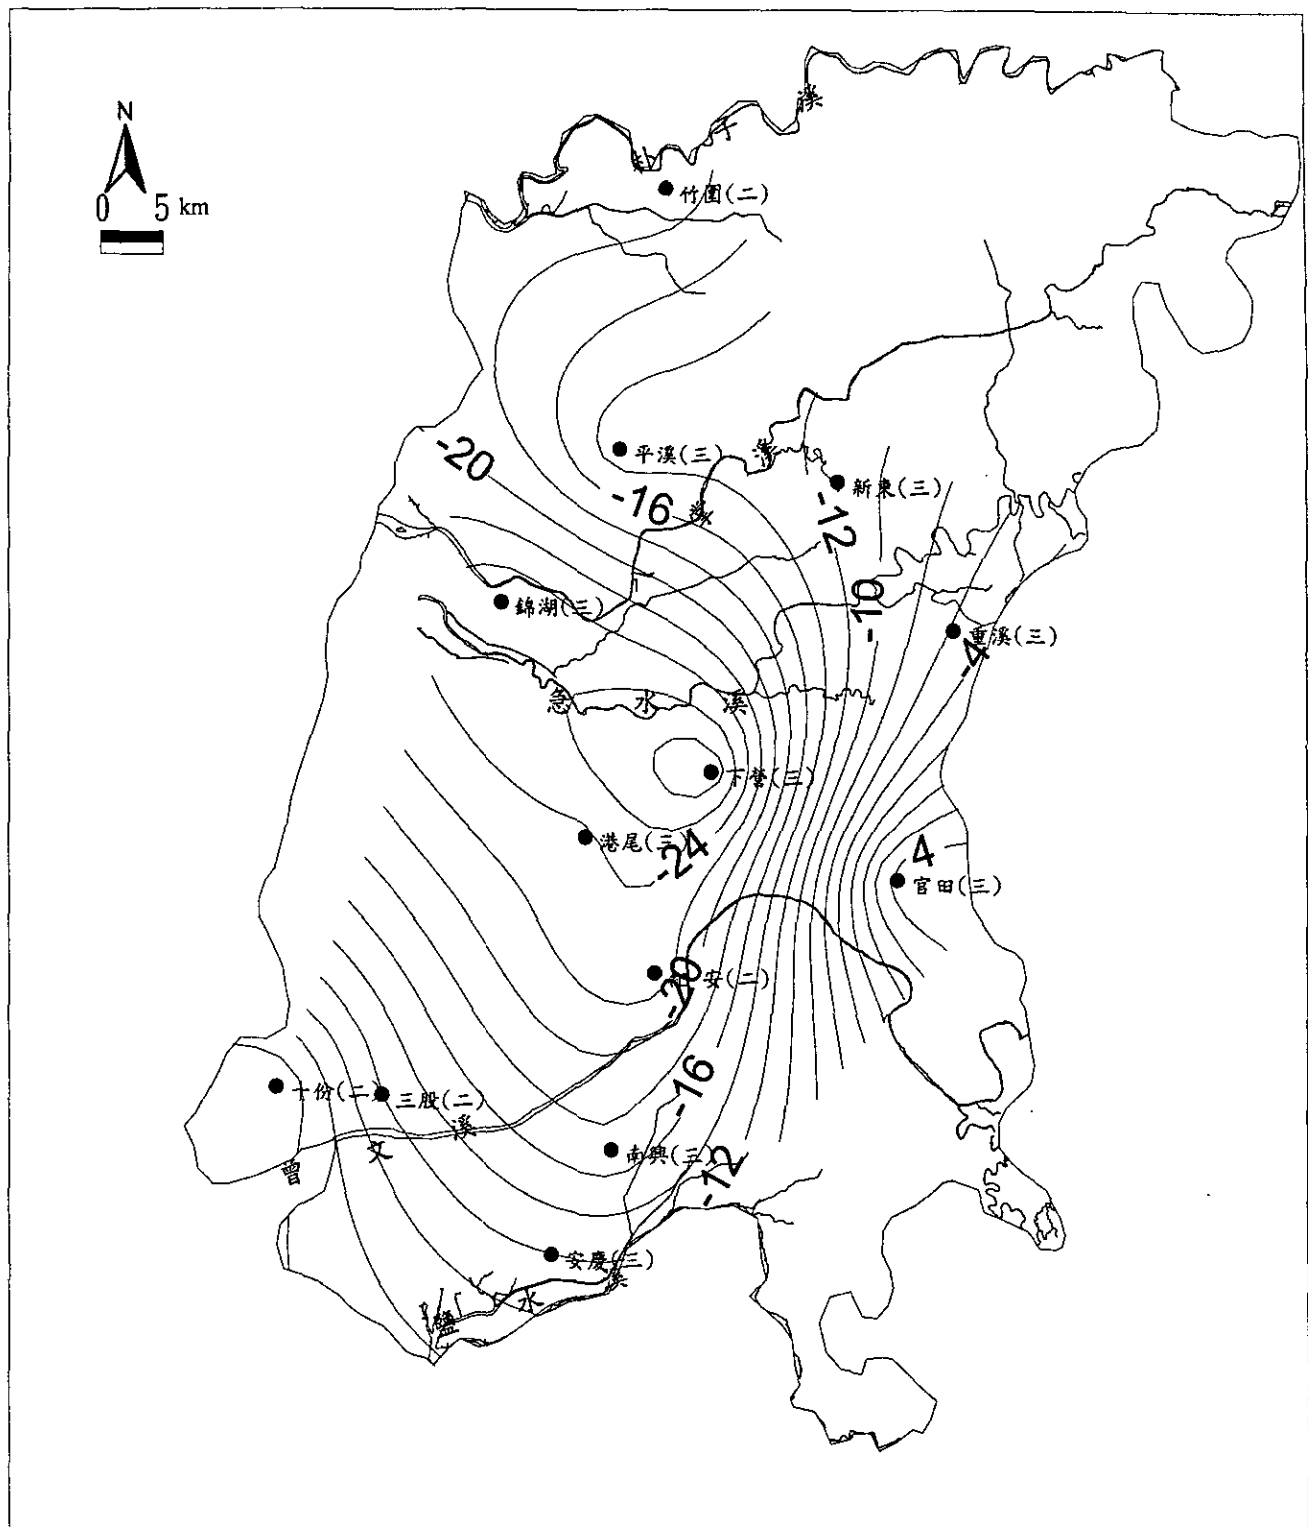 溪
子
N
0 5 km
竹圍(二)
-20
平溪(三)
-16
新東(三)
-12
-10
錦湖(三)
重溪(三)
-4
急水溪
下營(三)
港尾(三)
-24
4
官田(三)
安(二)
-20
十份(二)
三股(二)
-16
曾文溪
南興(三)
-12
安慶(三)
鹽水溪